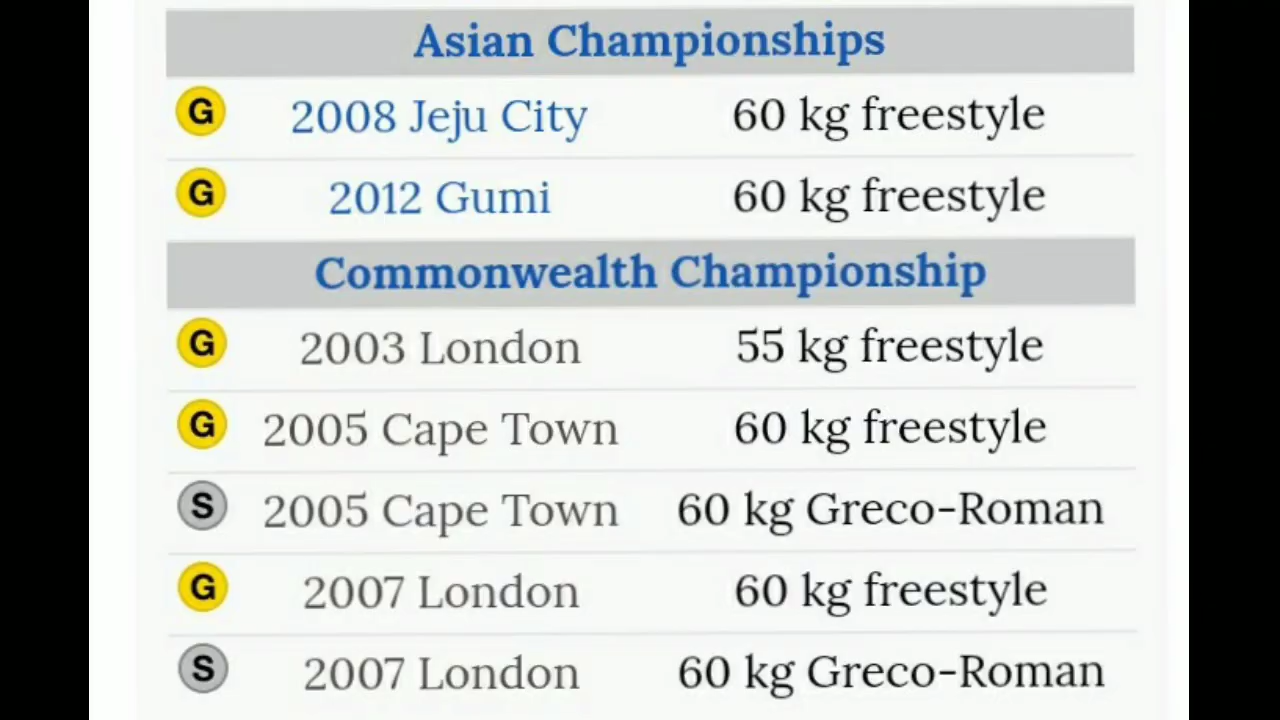 Asian Championships
G 2008 Jeju City 60 kg freestyle
G 2012 Gumi 60 kg freestyle
Commonwealth Championship
G 2003 London 55 kg freestyle
G 2005 Cape Town 60 kg freestyle
S 2005 Cape Town 60 kg Greco-Roman
G 2007 London 60 kg freestyle
S 2007 London 60 kg Greco-Roman